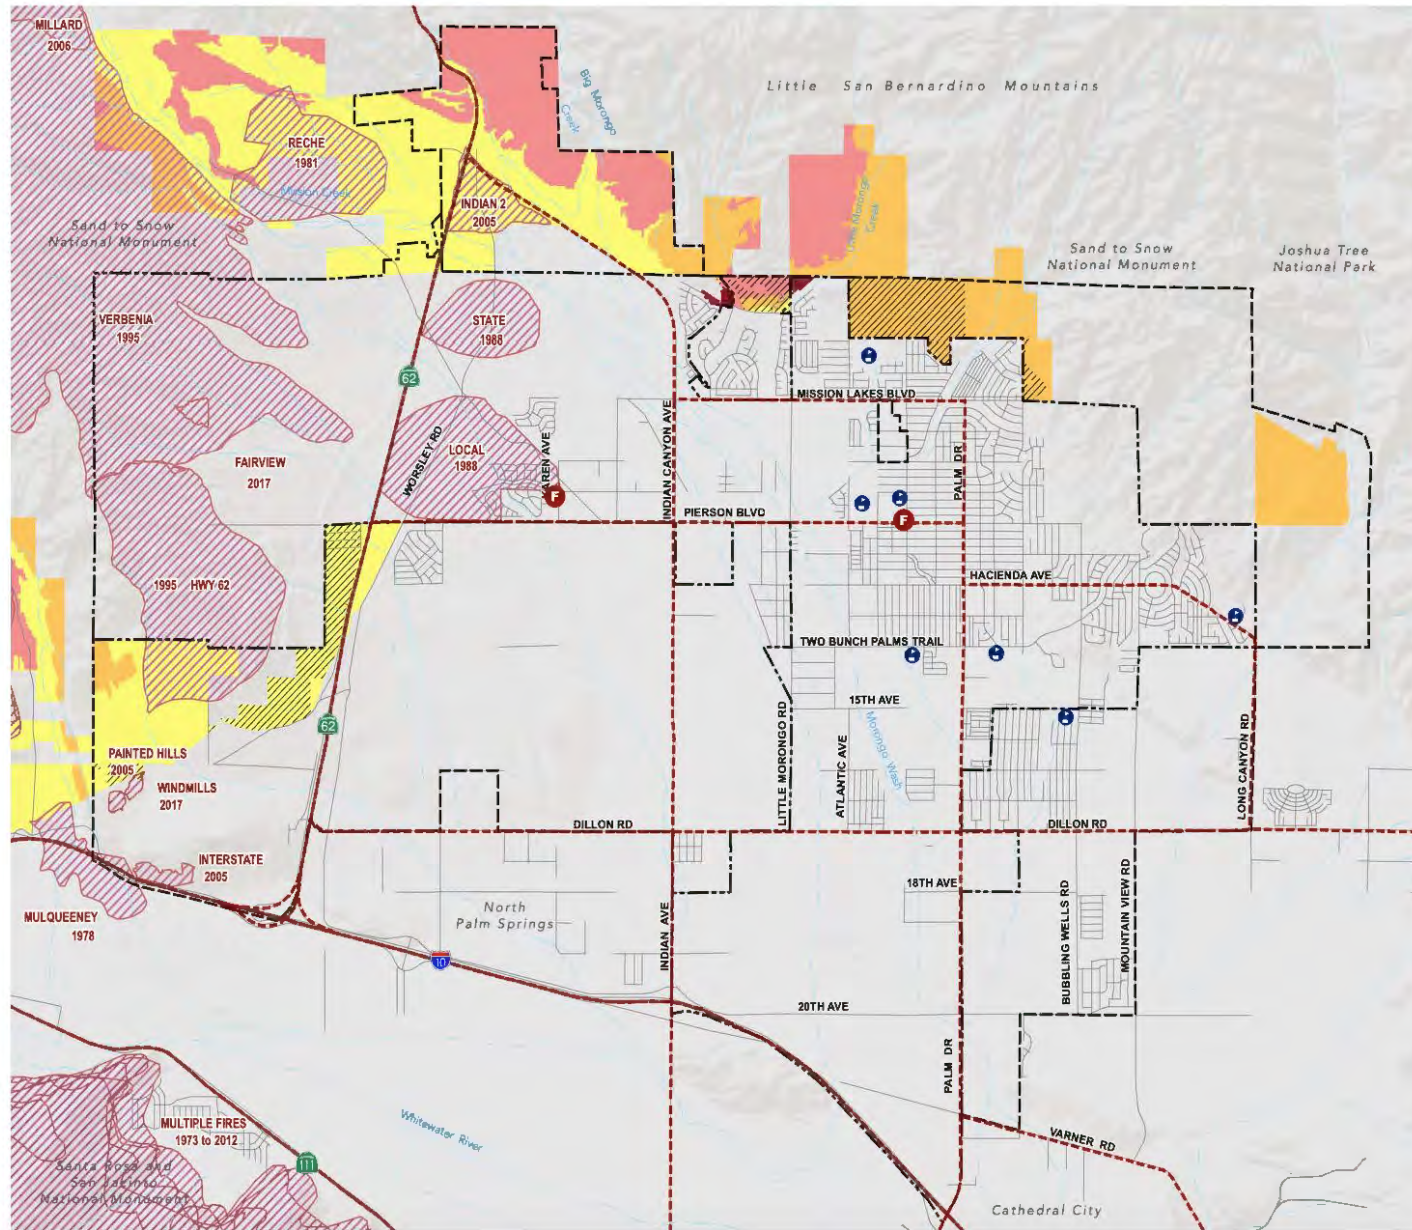 MILLARD
2006
Little San Bernardino Mountains
Big Morongo
Creek
RECHE
1981
Mission Creek
INDIAN 2
2005
Little Morongo
Creek
Sand to Snow
National Monument
Sand to Snow
National Monument
Joshua Tree
National Park
VERBENIA
1995
STATE
1988
62
MISSION LAKES BLVD
WORSLEY RD
LOCAL
1988
KAREN AVE
INDIAN CANYON AVE
PALM DR
FAIRVIEW
2017
F
PIERSON BLVD
F
1995 HWY 62
HACIENDA AVE
TWO BUNCH PALMS TRAIL
15TH AVE
62
LITTLE MORONGO RD
ATLANTIC AVE
Morongo Wash
LONG CANYON RD
PAINTED HILLS
2005
WINDMILLS
2017
DILLON RD
DILLON RD
INTERSTATE
2005
18TH AVE
MULQUEENEY
1978
North
Palm Springs
INDIAN AVE
BUBBLING WELLS RD
MOUNTAIN VIEW RD
10
20TH AVE
PALM DR
MULTIPLE FIRES
1973 to 2012
Whitewater River
VARNER RD
111
Santa Rosa and
San Jacinto
National Monument
Cathedral City